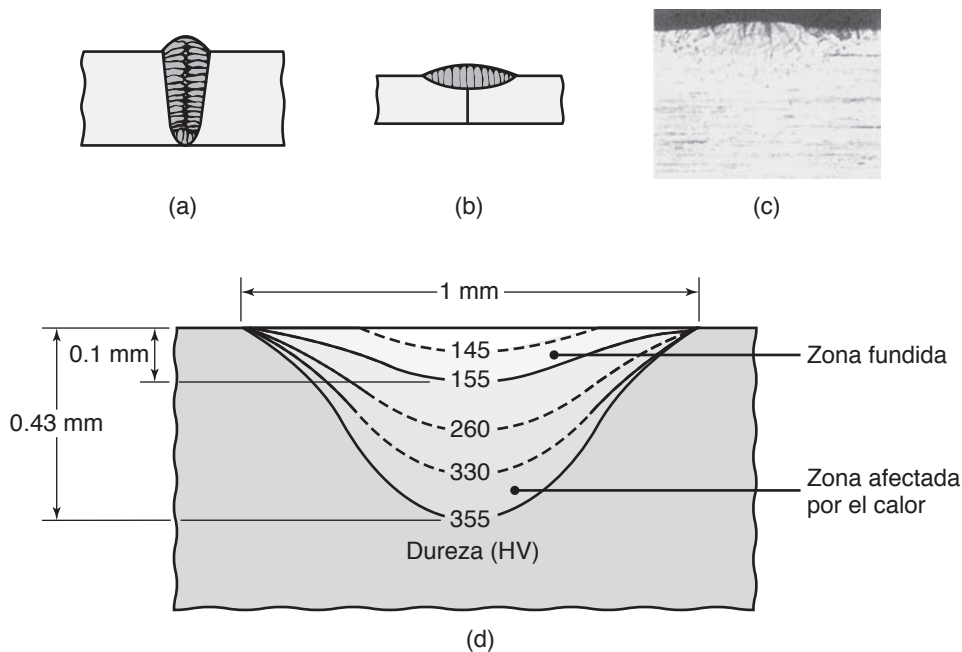 (a)
(b)
(c)
1 mm
0.1 mm
145
Zona fundida
155
0.43 mm
260
330
Zona afectada
por el calor
355
Dureza (HV)
(d)